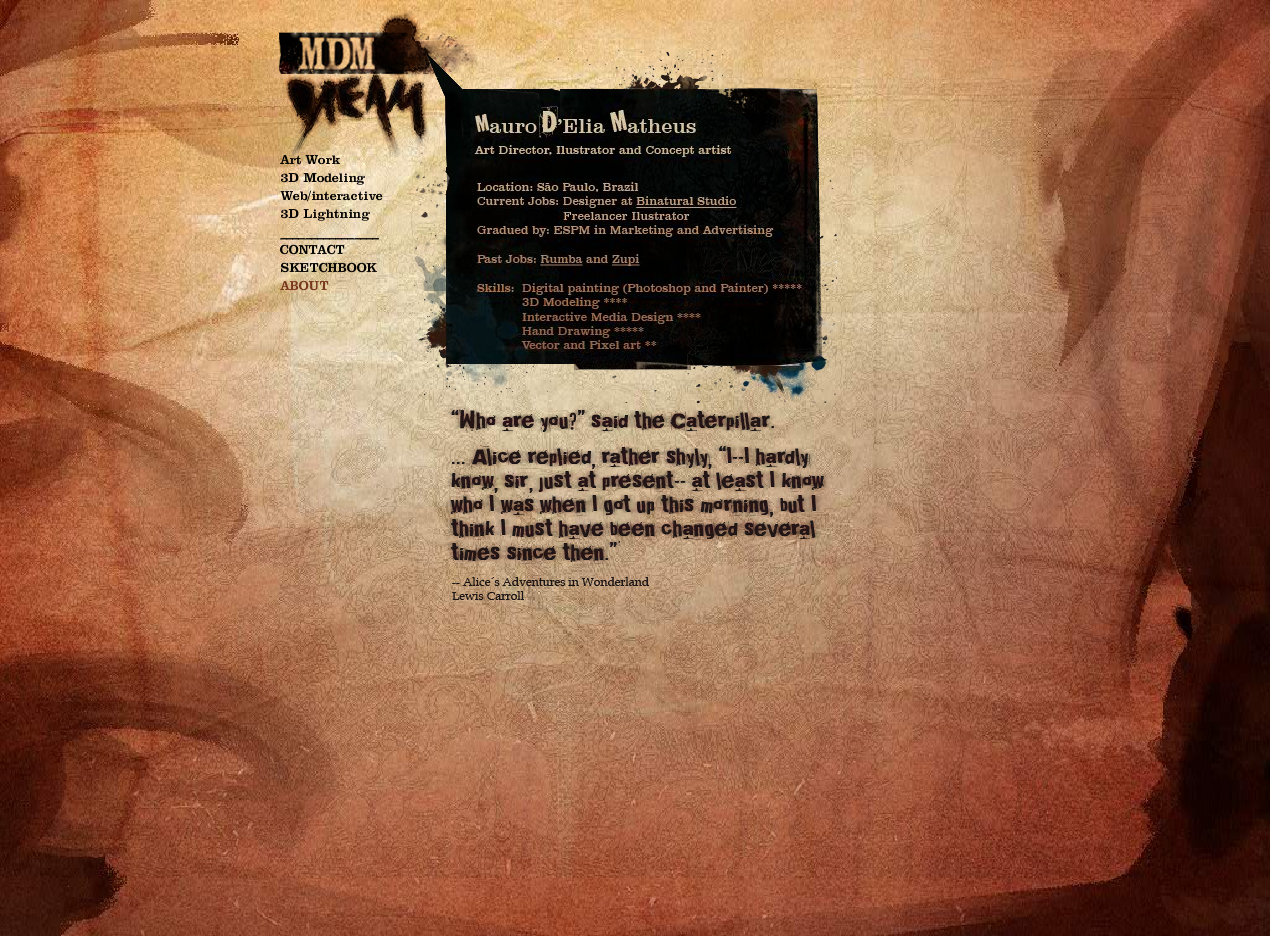 MDM
DREAM
Art Work
3D Modeling
Web/interactive
3D Lightning
CONTACT
SKETCHBOOK
ABOUT
Mauro D'Elia Matheus
Art Director, Ilustrator and Concept artist
Location: São Paulo, Brazil
Current Jobs: Designer at Binatural Studio
Freelancer Ilustrator
Gradued by: ESPM in Marketing and Advertising
Past Jobs: Rumba and Zupi
Skills: Digital painting (Photoshop and Painter) *****
3D Modeling ****
Interactive Media Design ****
Hand Drawing *****
Vector and Pixel art **
“Who are you?” said the Caterpillar.
... Alice replied, rather shyly, “I--I hardly
know, sir, just at present-- at least I know
who I was when I got up this morning, but I
think I must have been changed several
times since then.”
-- Alice´s Adventures in Wonderland
Lewis Carroll